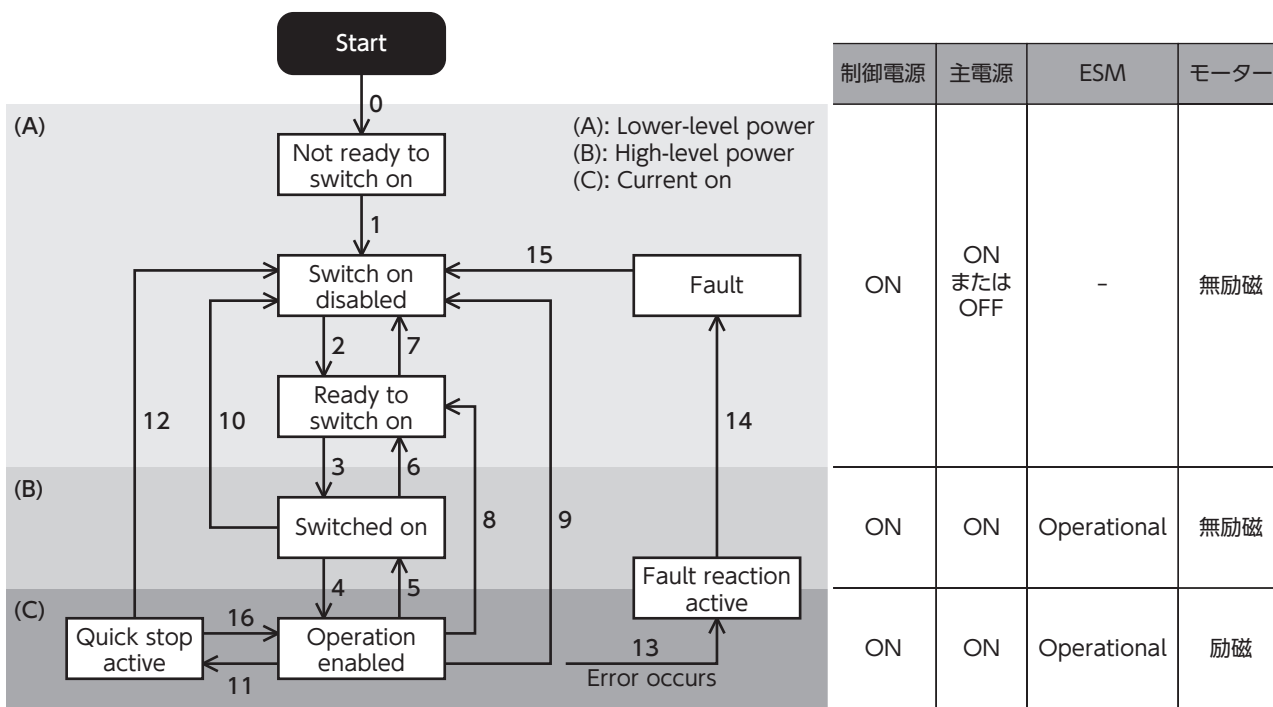 Start
0
(A)
(A): Lower-level power
(B): High-level power
(C): Current on
Not ready to
switch on
1
15
Switch on
disabled
Fault
2
7
Ready to
switch on
12
10
14
3
6
(B)
Switched on
8
9
4
5
Fault reaction
active
(C)
16
Quick stop
active
Operation
enabled
11
13
Error occurs
制御電源 主電源 ESM モーター
ON
ON
または
OFF
–
無励磁
ON ON Operational 無励磁
ON ON Operational 励磁